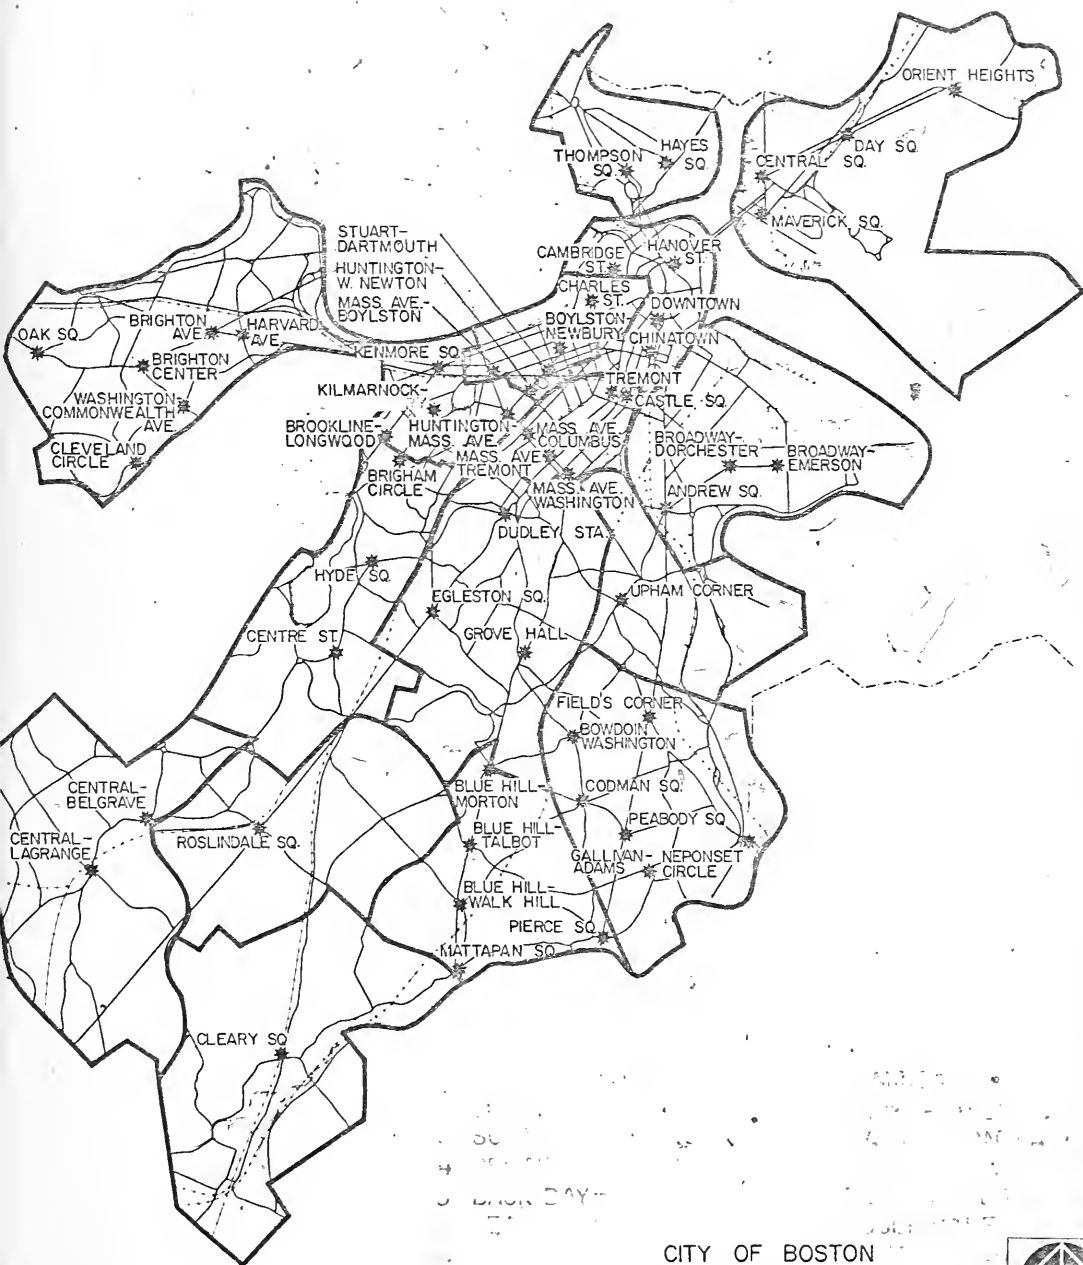 ORIENT HEIGHTS
DAY SQ.
CENTRAL SQ.
MAVERICK SQ.
HAYES
SQ.
THOMPSON
SQ.
STUART-
DARTMOUTH
HUNTINGTON-
W. NEWTON
MASS. AVE.-
BOYLSTON
CAMBRIDGE
ST.
HANOVER
ST.
CHARLES
ST.
DOWNTOWN
BOYLSTON-
NEWBURY
CHINATOWN
OAK SQ.
BRIGHTON
AVE.
HARVARD
AVE.
BRIGHTON
CENTER
WASHINGTON-
COMMONWEALTH
AVE.
CLEVELAND
CIRCLE
KENMORE SQ.
KILMARNOCK-
TREMONT
CASTLE SQ.
BROOKLINE-
LONGWOOD
HUNTINGTON-
MASS. AVE.
MASS. AVE.
COLUMBUS
MASS. AVE.
TREMONT
BRIGHAM
CIRCLE
MASS. AVE.
WASHINGTON
BROADWAY-
DORCHESTER
BROADWAY-
EMERSON
ANDREW SQ.
DUDLEY STA.
HYDE SQ.
EGLESTON SQ.
UPHAM CORNER
CENTRE ST.
GROVE HALL
FIELD'S CORNER
BOWDOIN
WASHINGTON
BLUE HILL-
MORTON
CODMAN SQ.
CENTRAL-
BELGRAVE
CENTRAL-
LAGRANGE
ROSLINDALE SQ.
BLUE HILL-
TALBOT
PEABODY SQ.
GALLIVAN-
ADAMS
NEPONSET
CIRCLE
BLUE HILL-
WALK HILL
PIERCE SQ.
MATTAPAN SQ.
CLEARY SQ.
CITY OF BOSTON